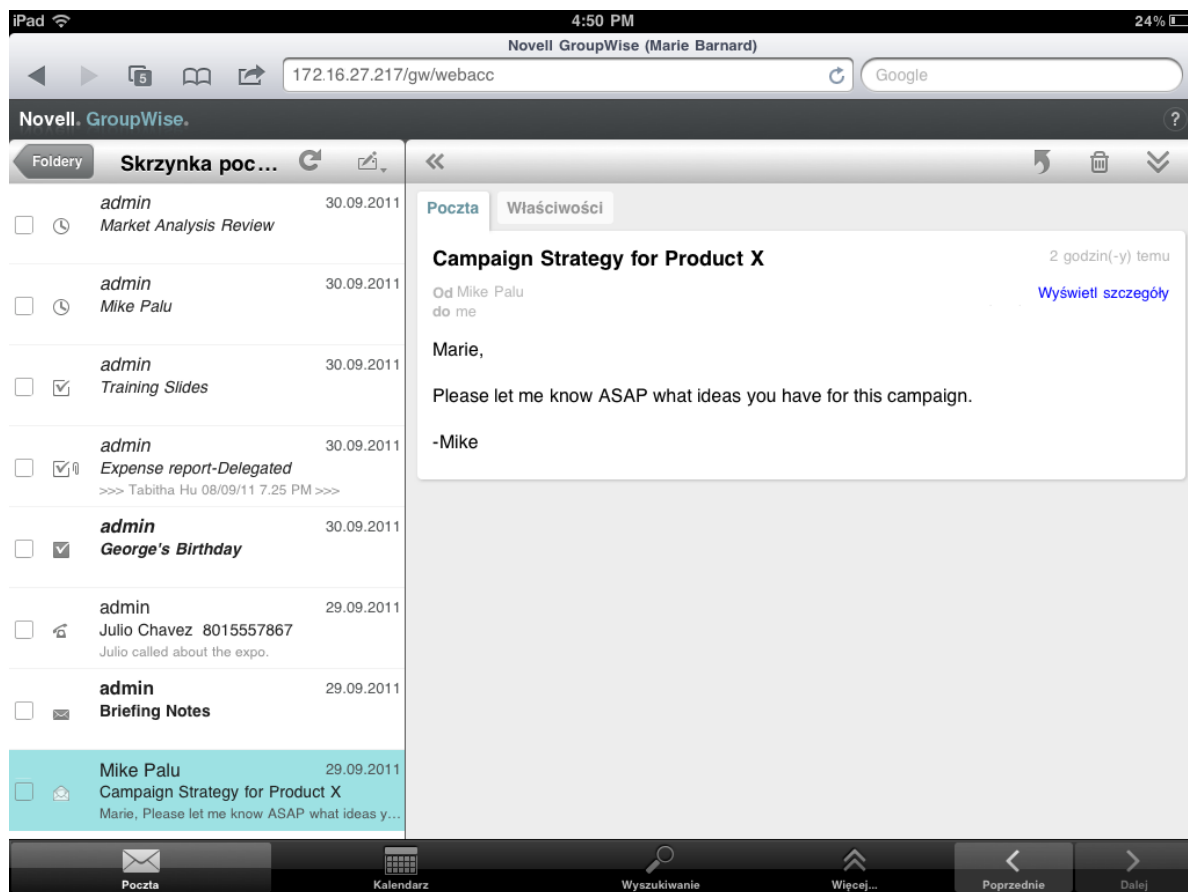 iPad 4:50 PM 24%
Novell GroupWise (Marie Barnard)
5 172.16.27.217/gw/webacc Google
Novell. GroupWise. ?
Foldery Skrzynka poc...
admin 30.09.2011
Market Analysis Review
admin 30.09.2011
Mike Palu
admin 30.09.2011
Training Slides
admin 30.09.2011
Expense report-Delegated
>>> Tabitha Hu 08/09/11 7.25 PM >>>
admin 30.09.2011
George's Birthday
admin 29.09.2011
Julio Chavez 8015557867
Julio called about the expo.
admin 29.09.2011
Briefing Notes
Mike Palu 29.09.2011
Campaign Strategy for Product X
Marie, Please let me know ASAP what ideas y...
Poczta Właściwości
Campaign Strategy for Product X 2 godzin(-y) temu
Od Mike Palu Wyświetl szczegóły
do me
Marie,
Please let me know ASAP what ideas you have for this campaign.
-Mike
Poczta Kalendarz Wyszukiwanie Więcej... Poprzednie Dalej